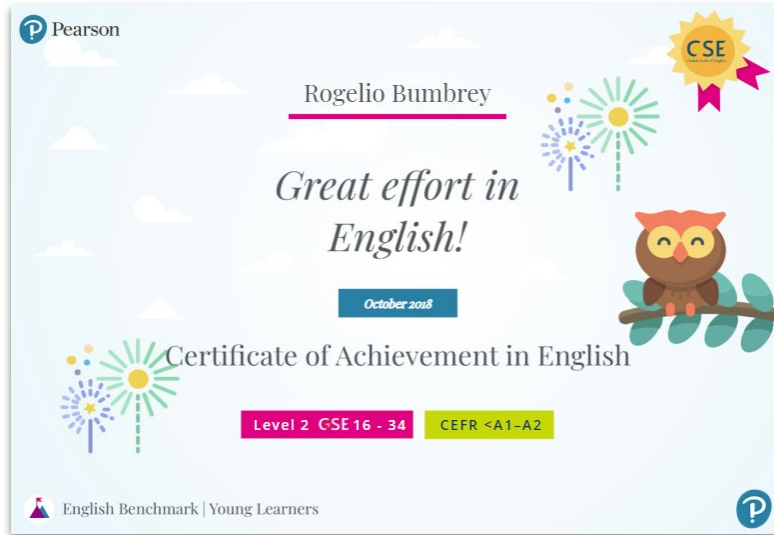 Pearson
CSE
Rogelio Bumbrey
Great effort in
English!
October 2018
Certificate of Achievement in English
Level 2 GSE 16 - 34
CEFR <A1–A2
English Benchmark | Young Learners